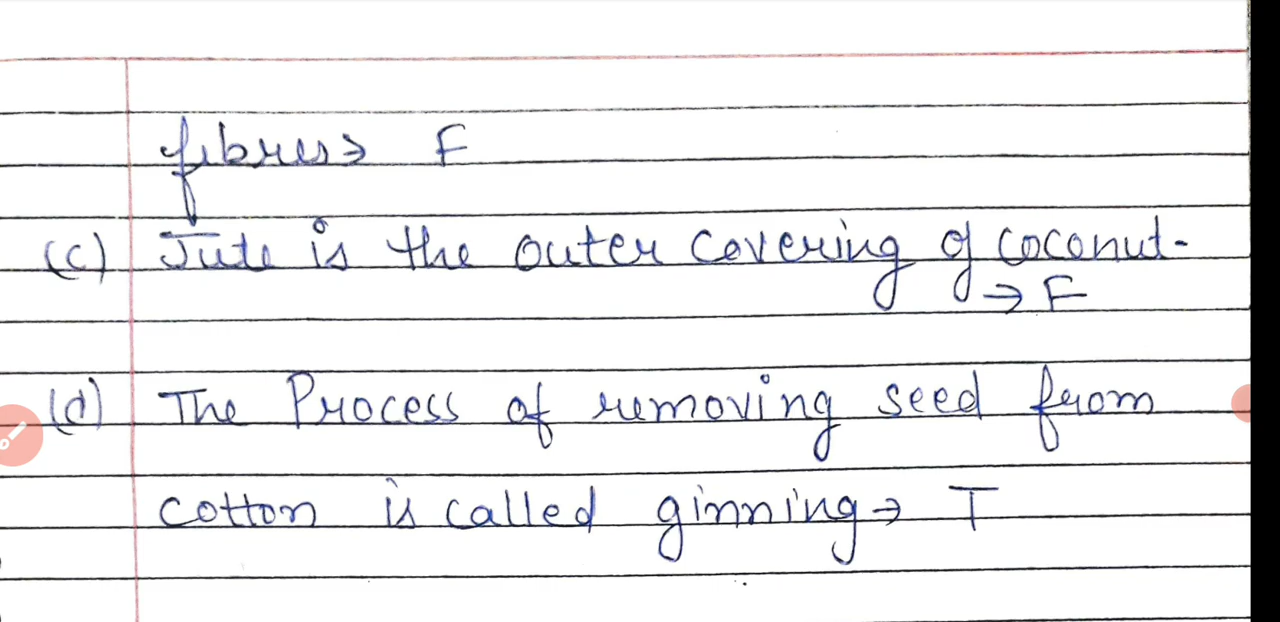 fibres → F
(c) Jute is the outer covering of coconut-
→ F
(d) The Process of removing seed from
cotton is called ginning → T